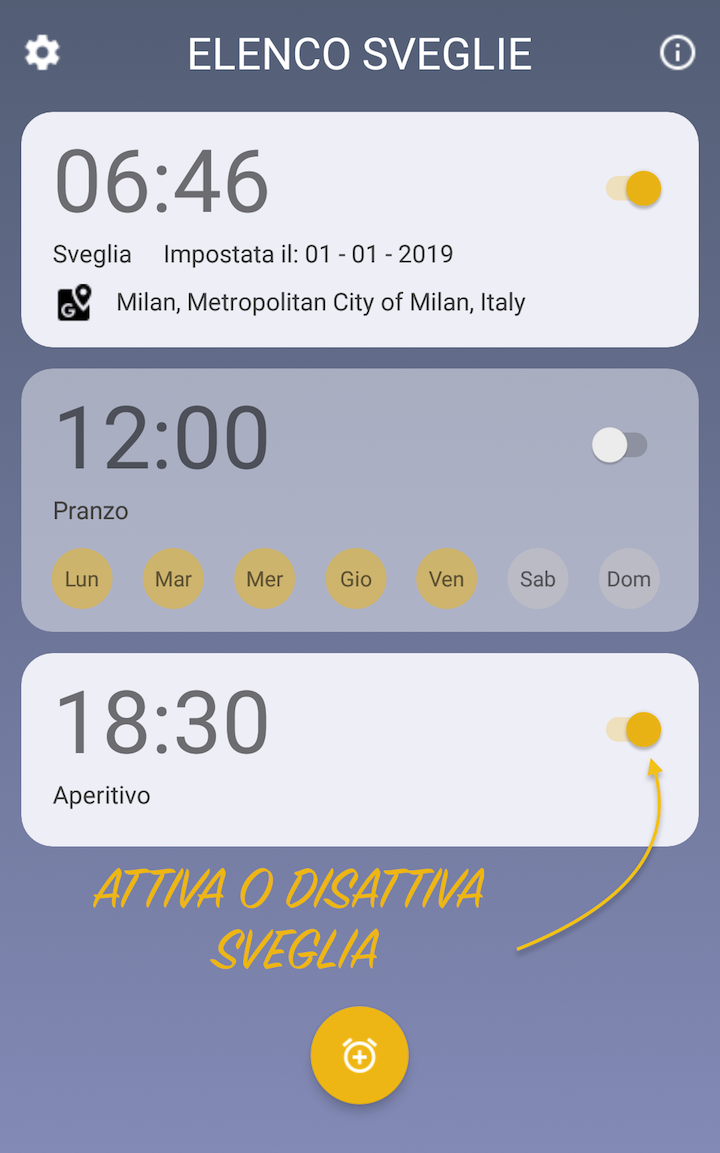 ELENCO SVEGLIE
06:46
Sveglia Impostata il: 01 - 01 - 2019
G Milan, Metropolitan City of Milan, Italy
12:00
Pranzo
Lun Mar Mer Gio Ven Sab Dom
18:30
Aperitivo
ATTIVA O DISATTIVA
SVEGLIA